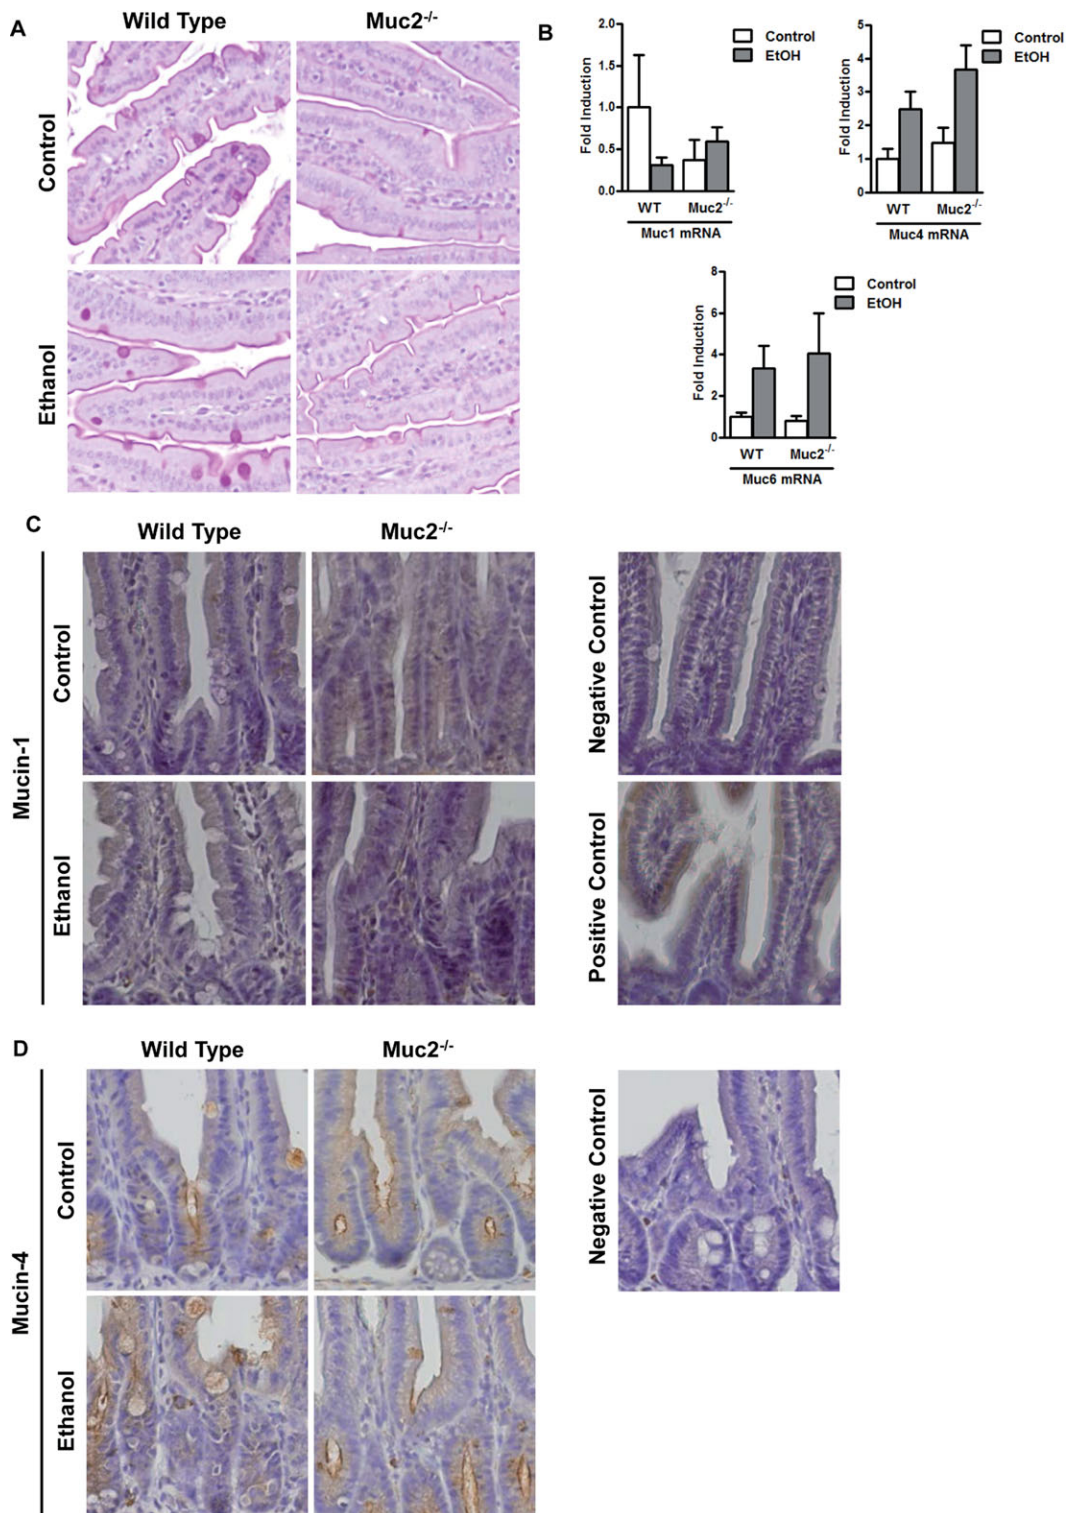 A
Wild Type
Muc2-/-
Control
Ethanol
B
2.0
1.5
1.0
0.5
0.0
Fold Induction
Control
EtOH
WT
Muc2-/-
Muc1 mRNA
5
4
3
2
1
0
Fold Induction
Control
EtOH
WT
Muc2-/-
Muc4 mRNA
8
6
4
2
0
Fold Induction
Control
EtOH
WT
Muc2-/-
Muc6 mRNA
C
Wild Type
Muc2-/-
Mucin-1
Control
Ethanol
Negative Control
Positive Control
D
Wild Type
Muc2-/-
Mucin-4
Control
Ethanol
Negative Control